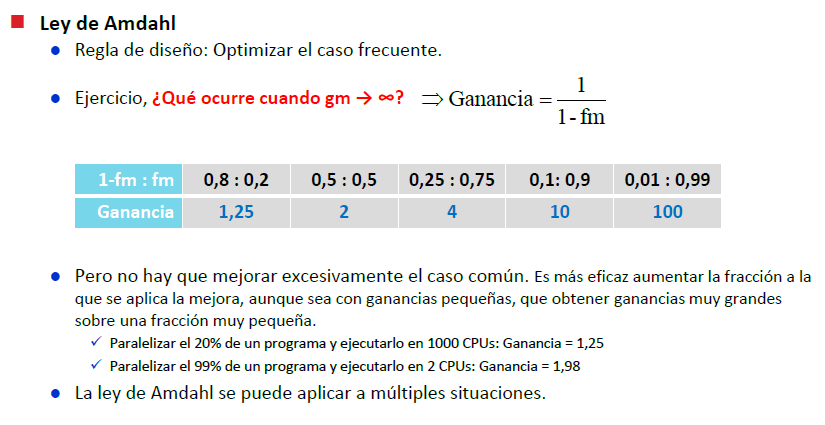 Ley de Amdahl
Regla de diseño: Optimizar el caso frecuente.
Ejercicio, ¿Qué ocurre cuando gm → ∞? ⇒ Ganancia = 1 / 1 - fm
1-fm : fm 0,8 : 0,2 0,5 : 0,5 0,25 : 0,75 0,1: 0,9 0,01 : 0,99
Ganancia 1,25 2 4 10 100
Pero no hay que mejorar excesivamente el caso común. Es más eficaz aumentar la fracción a la
que se aplica la mejora, aunque sea con ganancias pequeñas, que obtener ganancias muy grandes
sobre una fracción muy pequeña.
✓ Paralelizar el 20% de un programa y ejecutarlo en 1000 CPUs: Ganancia = 1,25
✓ Paralelizar el 99% de un programa y ejecutarlo en 2 CPUs: Ganancia = 1,98
La ley de Amdahl se puede aplicar a múltiples situaciones.